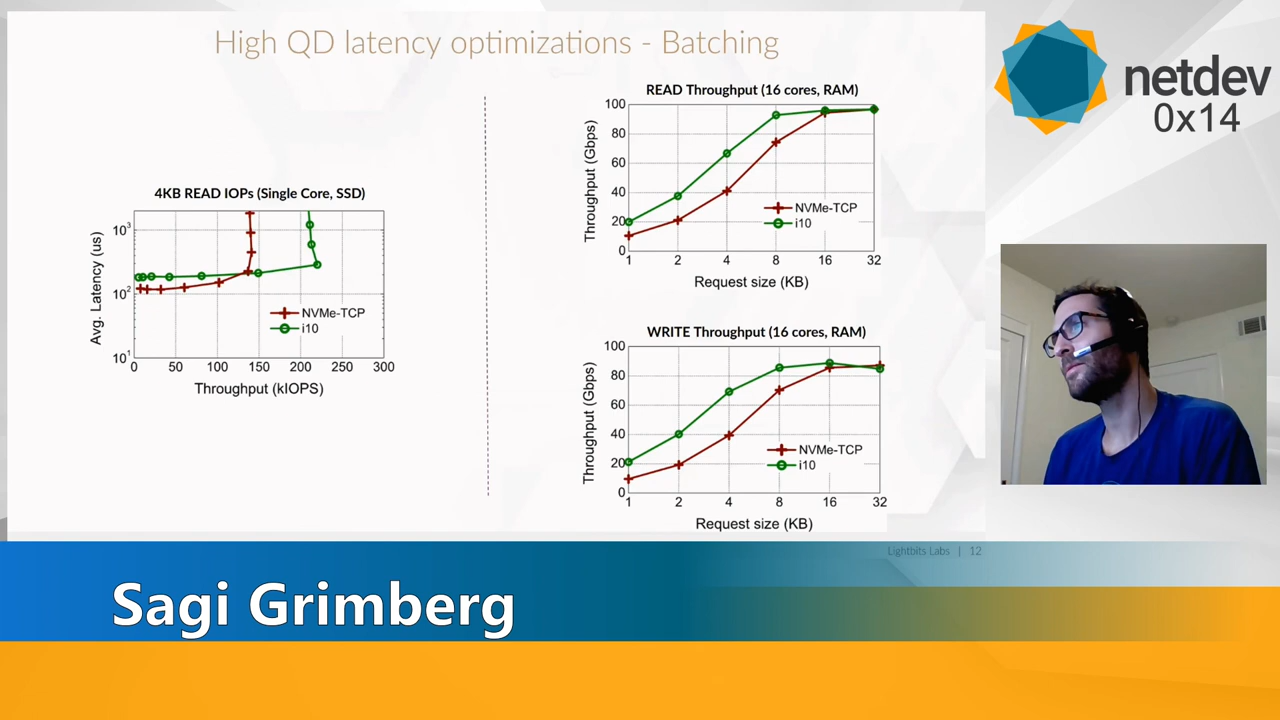 High QD latency optimizations - Batching
4KB READ IOPs (Single Core, SSD)
Avg. Latency (us)
10³
10²
10¹
NVMe-TCP
i10
0 50 100 150 200 250 300
Throughput (kIOPS)
READ Throughput (16 cores, RAM)
Throughput (Gbps)
100
80
60
40
20
0
NVMe-TCP
i10
1 2 4 8 16 32
Request size (KB)
WRITE Throughput (16 cores, RAM)
Throughput (Gbps)
100
80
60
40
20
0
NVMe-TCP
i10
1 2 4 8 16 32
Request size (KB)
Lightbits Labs | 12
netdev
0x14
Sagi Grimberg